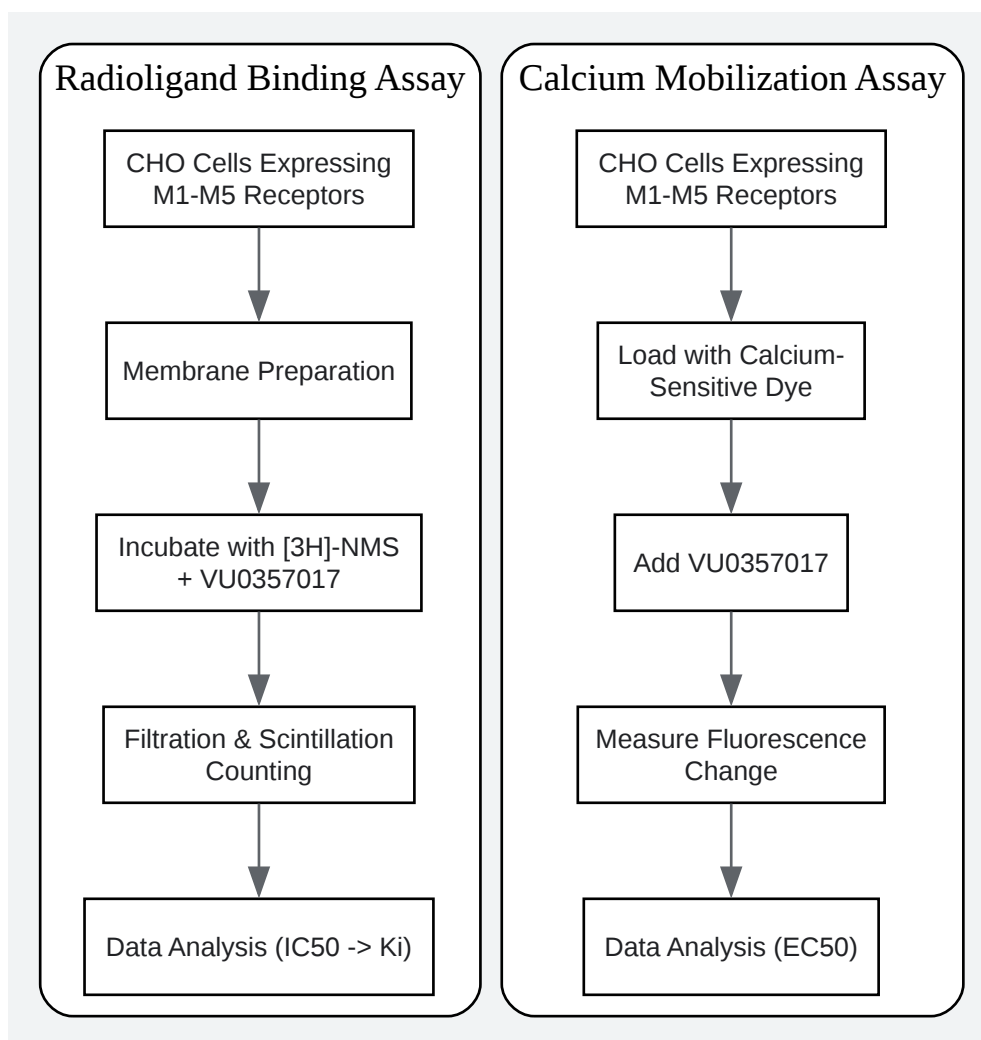 Radioligand Binding Assay
CHO Cells Expressing
M1-M5 Receptors
Membrane Preparation
Incubate with [3H]-NMS
+ VU0357017
Filtration & Scintillation
Counting
Data Analysis (IC50 -> Ki)
Calcium Mobilization Assay
CHO Cells Expressing
M1-M5 Receptors
Load with Calcium-
Sensitive Dye
Add VU0357017
Measure Fluorescence
Change
Data Analysis (EC50)